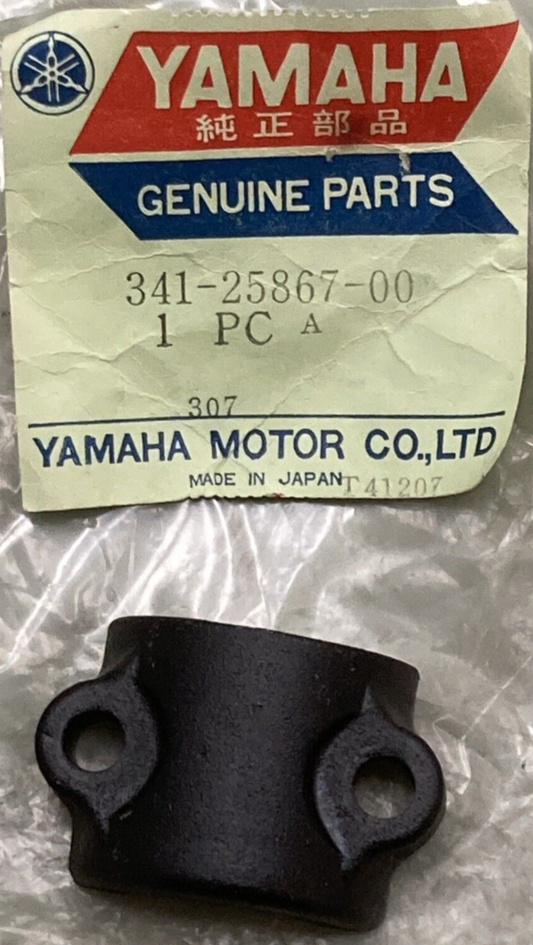 YAMAHA
純正部品
GENUINE PARTS
341-25867-00
1 PC A
307
YAMAHA MOTOR CO.,LTD
MADE IN JAPAN T41207